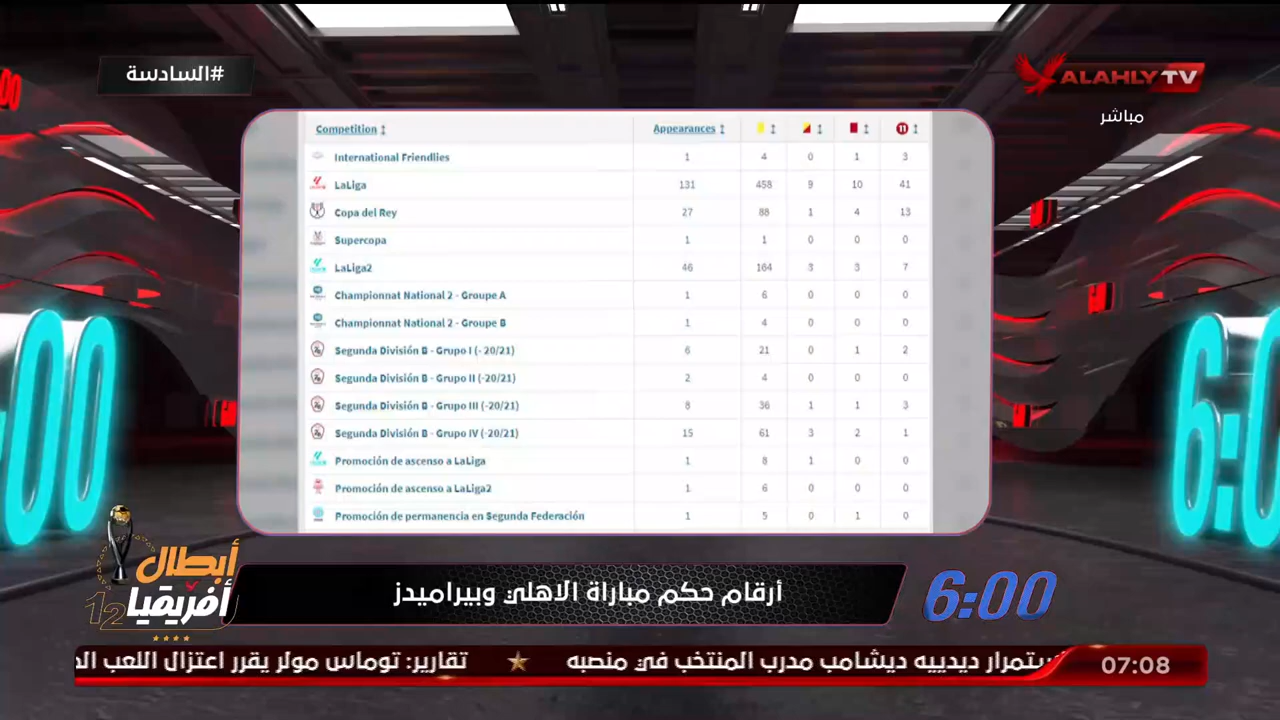 #السادسة
ALAHLY TV
مباشر
Competition Appearances
International Friendlies 1 4 0 1 3
LaLiga 131 458 9 10 41
Copa del Rey 27 88 1 4 13
Supercopa 1 1 0 0 0
LaLiga2 46 164 3 3 7
Championnat National 2 - Groupe A 1 6 0 0 0
Championnat National 2 - Groupe B 1 4 0 0 0
Segunda División B - Grupo I (- 20/21) 6 21 0 1 2
Segunda División B - Grupo II (-20/21) 2 4 0 0 0
Segunda División B - Grupo III (-20/21) 8 36 1 1 3
Segunda División B - Grupo IV (-20/21) 15 61 3 2 1
Promoción de ascenso a LaLiga 1 8 1 0 0
Promoción de ascenso a LaLiga2 1 6 0 0 0
Promoción de permanencia en Segunda Federación 1 5 0 1 0
6:00
أبطال
أفريقيا
12
أرقام حكم مباراة الاهلي وبيراميدز
6:00
ديدييه ديشامب مدرب المنتخب في منصبه ★ تقارير: توماس مولر يقرر اعتزال اللعب
07:08